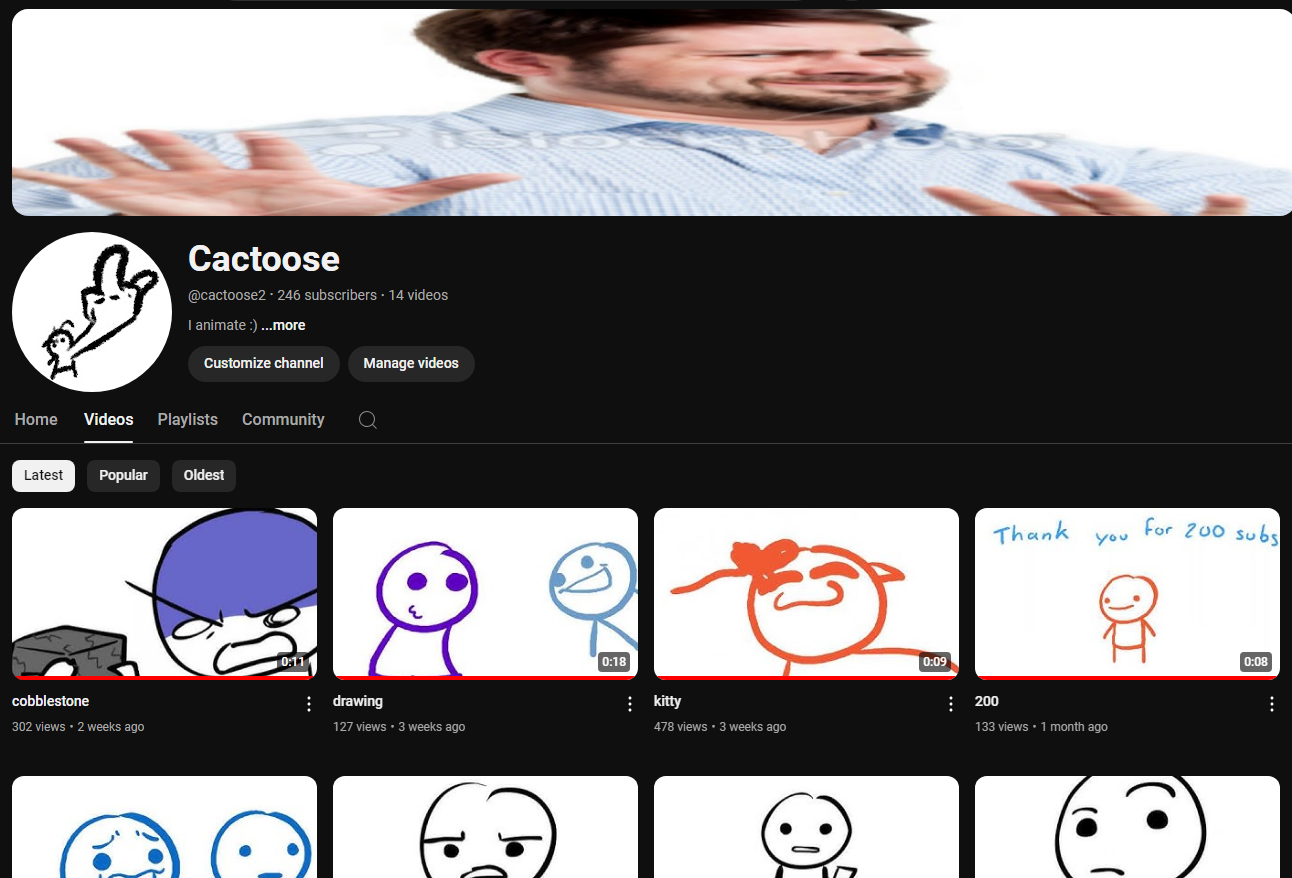 iStockphoto
Cactoose
@cactoose2 · 246 subscribers · 14 videos
I animate :) ...more
Customize channel
Manage videos
Home Videos Playlists Community
Latest Popular Oldest
Thank you for 200 subs
0:11 0:18 0:09 0:08
cobblestone drawing kitty 200
302 views • 2 weeks ago 127 views • 3 weeks ago 478 views • 3 weeks ago 133 views • 1 month ago